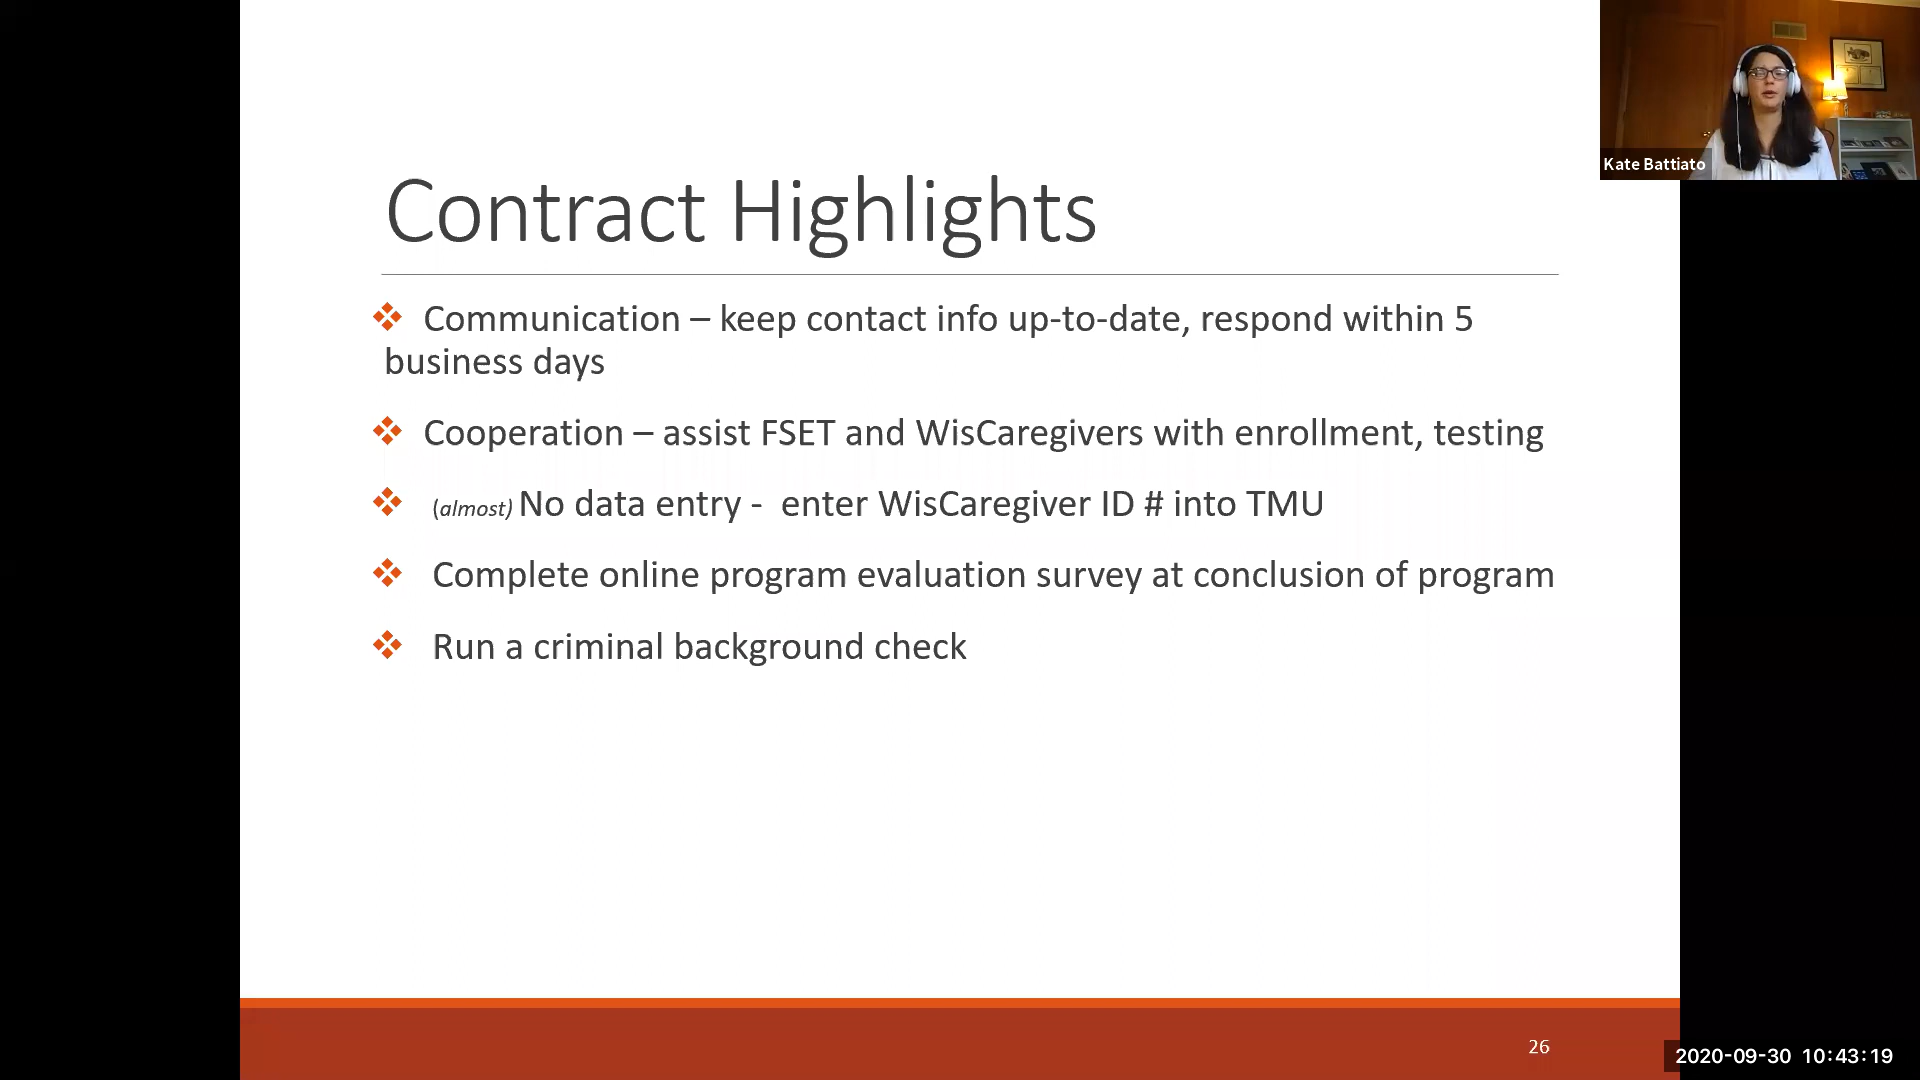 Contract Highlights
❖ Communication – keep contact info up-to-date, respond within 5
business days
❖ Cooperation – assist FSET and WisCaregivers with enrollment, testing
❖ (almost) No data entry - enter WisCaregiver ID # into TMU
❖ Complete online program evaluation survey at conclusion of program
❖ Run a criminal background check
Kate Battiato
26
2020-09-30 10:43:19